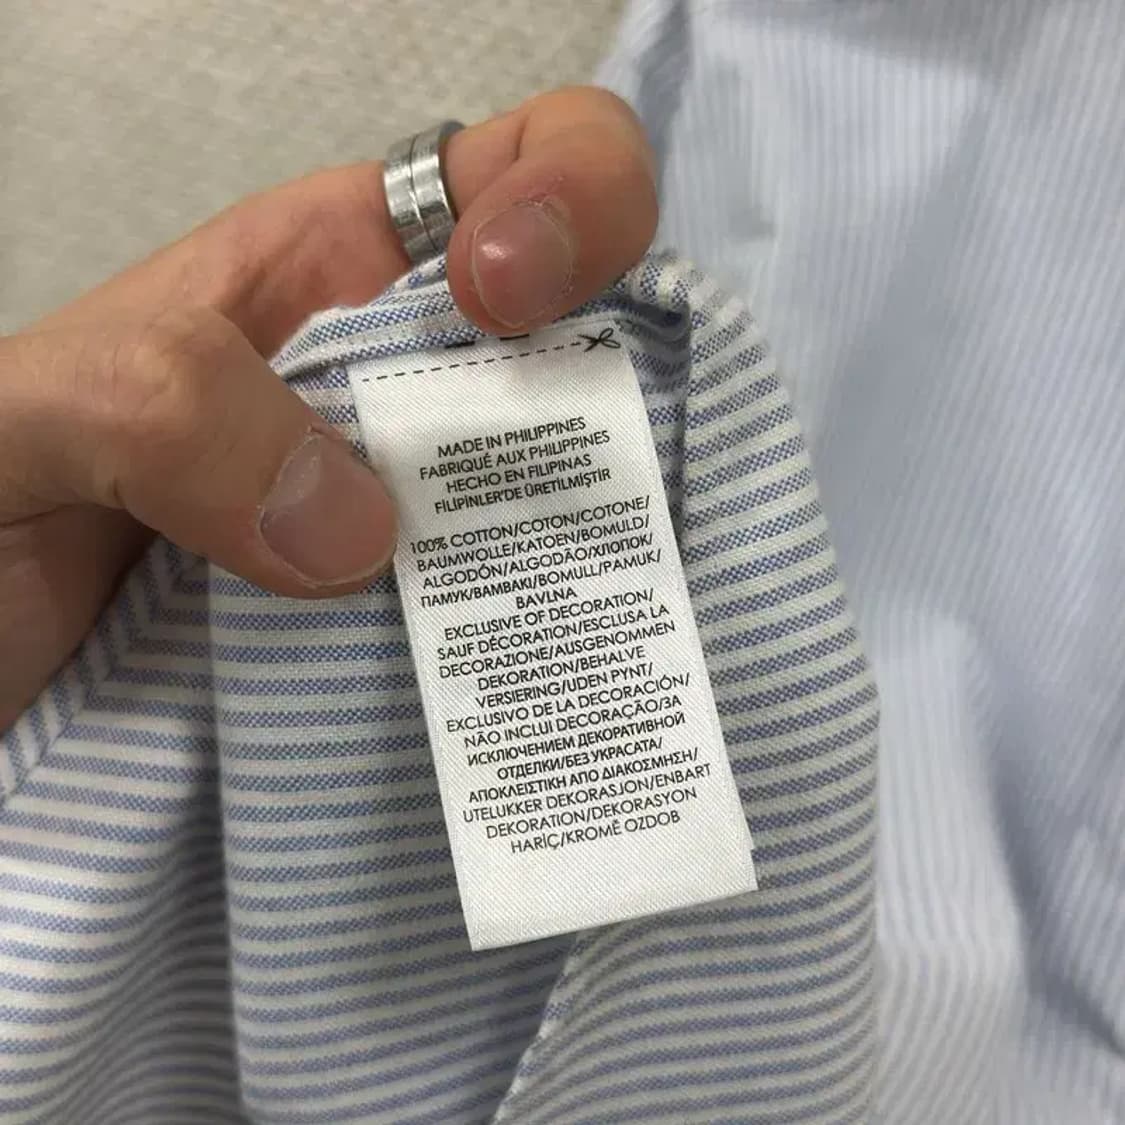 MADE IN PHILIPPINES
FABRIQUÉ AUX PHILIPPINES
HECHO EN FILIPINAS
FİLİPİNLER'DE ÜRETİLMİŞTİR
100% COTTON/COTON/COTONE/
BAUMWOLLE/KATOEN/BOMULD/
ALGODÓN/ALGODÃO/ХЛОПОК/
ПАМУК/ΒΑΜΒΑΚΙ/BOMULL/PAMUK/
BAVLNA
EXCLUSIVE OF DECORATION/
SAUF DÉCORATION/ESCLUSA LA
DECORAZIONE/AUSGENOMMEN
DEKORATION/BEHALVE
VERSIERING/UDEN PYNT/
EXCLUSIVO DE LA DECORACIÓN/
NÃO INCLUI DECORAÇÃO/ЗА
ИСКЛЮЧЕНИЕМ ДЕКОРАТИВНОЙ
ОТДЕЛКИ/БЕЗ УКРАСАТА/
ΑΠΟΚΛΕΙΣΤΙΚΗ ΑΠΟ ΔΙΑΚΟΣΜΗΣΗ/
UTELUKKER DEKORASJON/ENBART
DEKORATION/DEKORASYON
HARİÇ/KROMĚ OZDOB